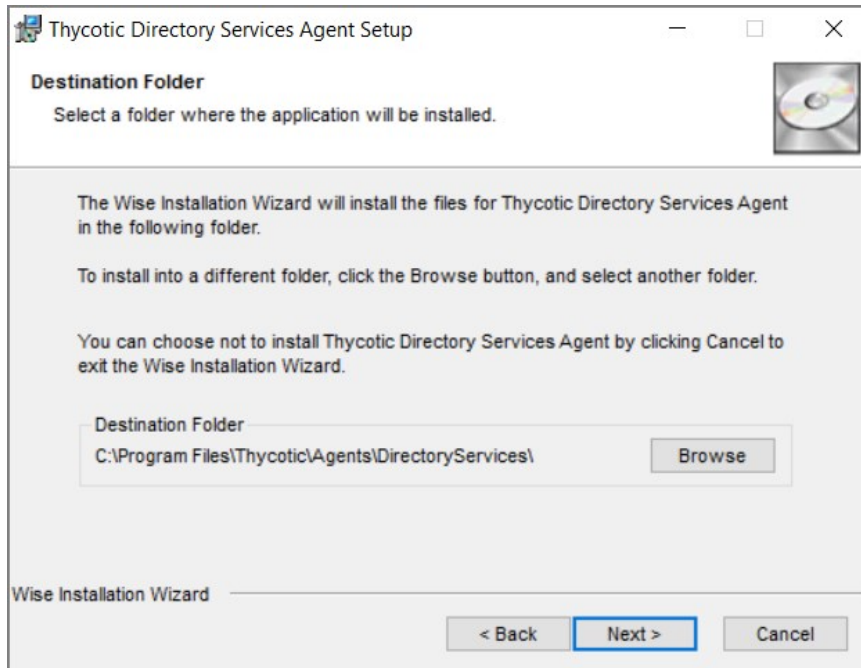 Thycotic Directory Services Agent Setup
Destination Folder
Select a folder where the application will be installed.
The Wise Installation Wizard will install the files for Thycotic Directory Services Agent
in the following folder.
To install into a different folder, click the Browse button, and select another folder.
You can choose not to install Thycotic Directory Services Agent by clicking Cancel to
exit the Wise Installation Wizard.
Destination Folder
C:\Program Files\Thycotic\Agents\DirectoryServices\
Browse
Wise Installation Wizard
< Back
Next >
Cancel